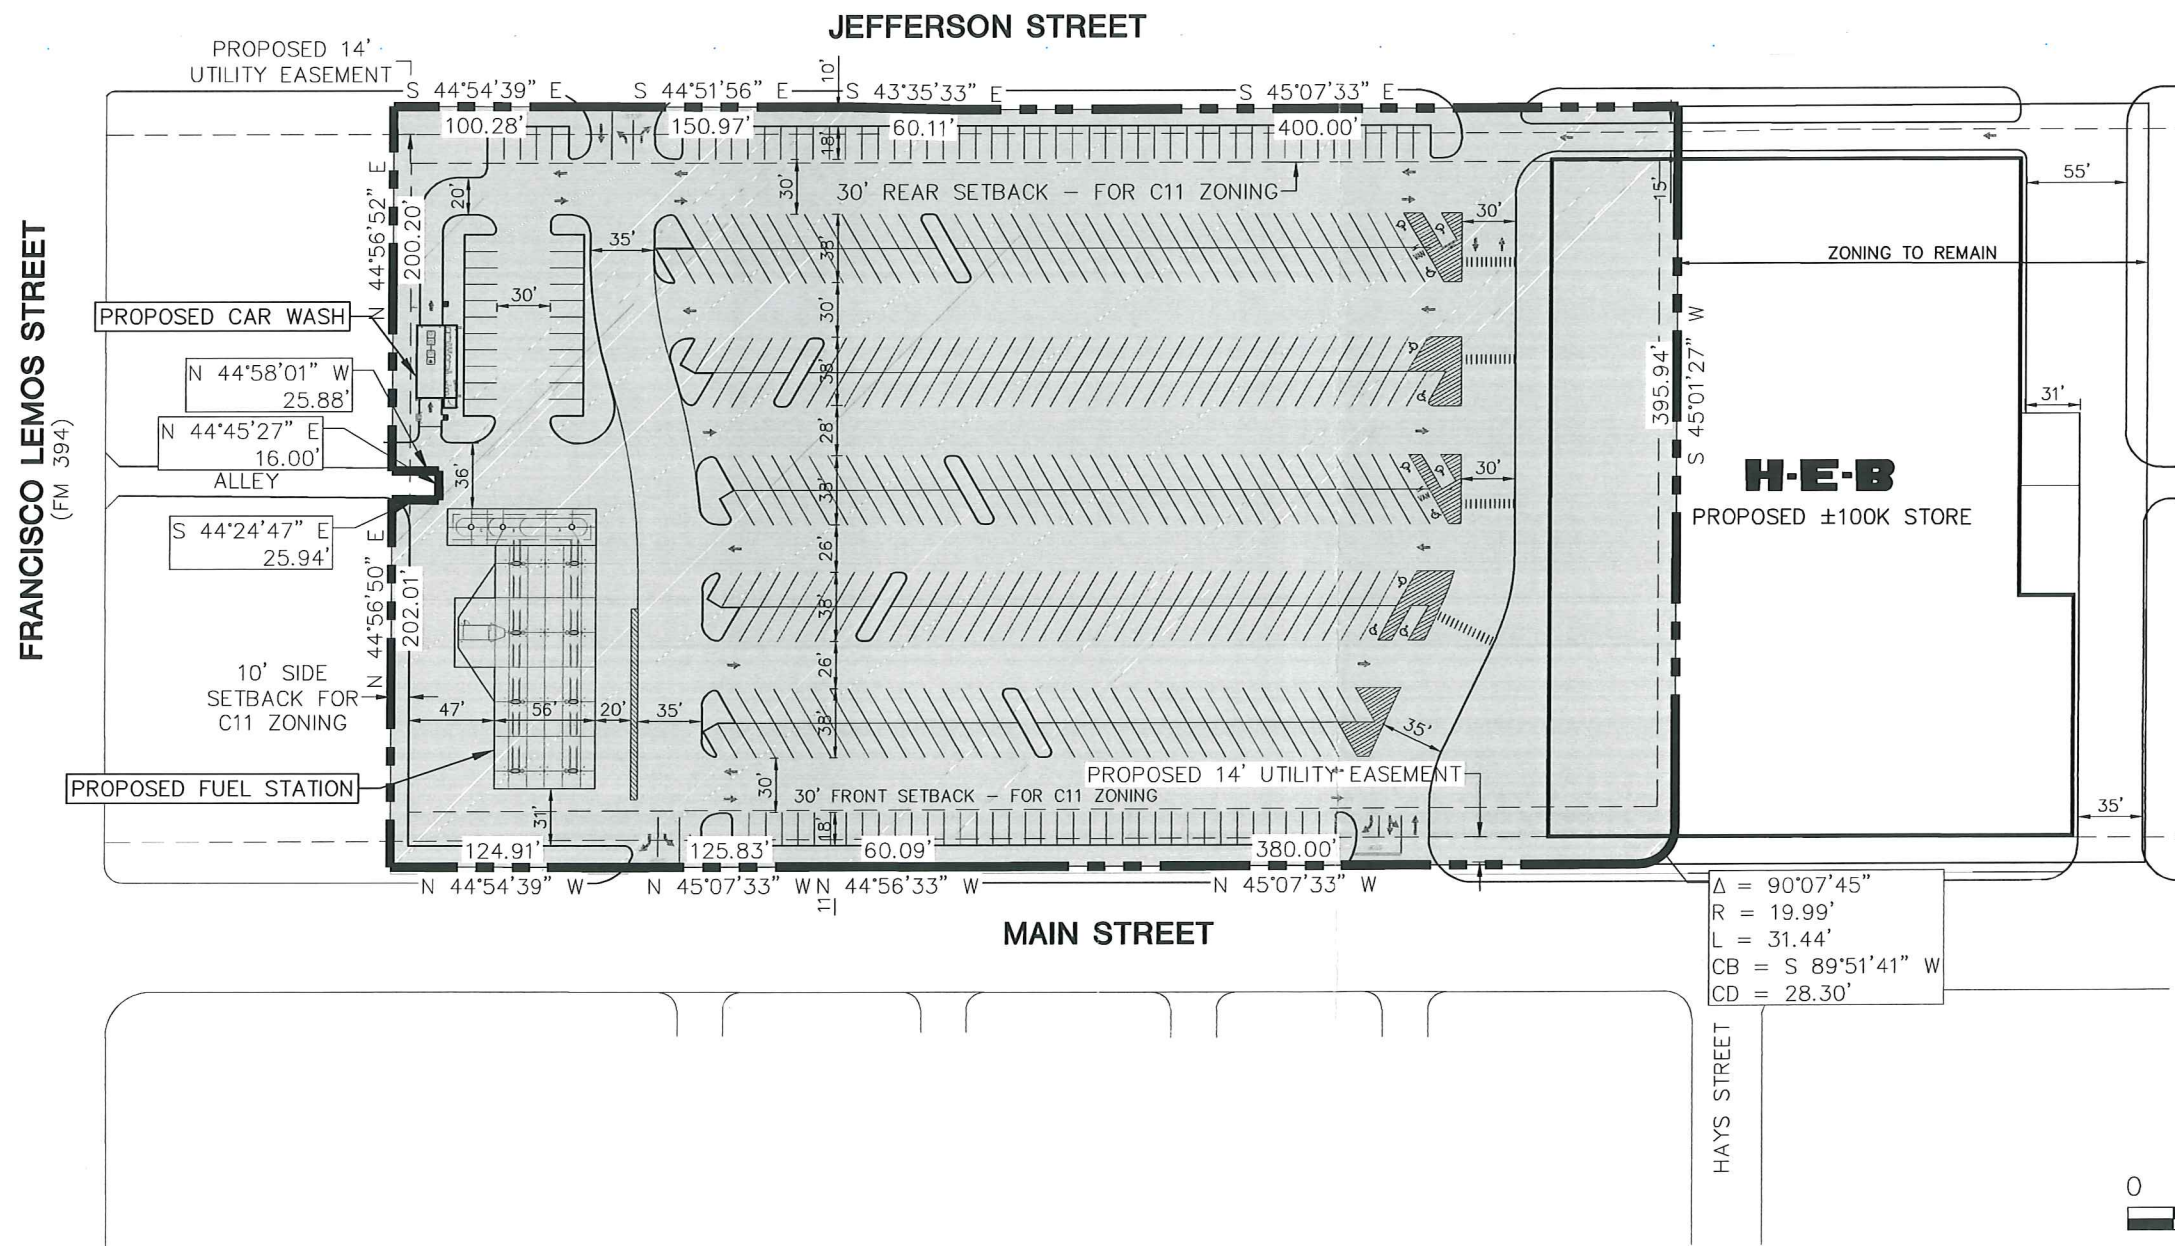 JEFFERSON STREET
PROPOSED 14'
UTILITY EASEMENT
10'
S 44°54'39" E
S 44°51'56" E
S 43°35'33" E
S 45°07'33" E
100.28'
150.97'
60.11'
400.00'
18'
30'
30' REAR SETBACK - FOR C11 ZONING
15'
55'
20'
N 44°56'52" E
200.20'
35'
38'
30'
ZONING TO REMAIN
30'
30'
PROPOSED CAR WASH
38'
395.94'
S 45°01'27" W
N 44°58'01" W
25.88'
31'
N 44°45'27" E
16.00'
28'
36'
ALLEY
38'
30'
VAN
VAN
H-E-B
PROPOSED ±100K STORE
FRANCISCO LEMOS STREET
(FM 394)
S 44°24'47" E
25.94'
26'
N 44°56'50" E
202.01'
38'
26'
10' SIDE
SETBACK FOR
C11 ZONING
47'
56'
20'
35'
38'
35'
PROPOSED FUEL STATION
PROPOSED 14' UTILITY EASEMENT
30'
30' FRONT SETBACK - FOR C11 ZONING
31'
18'
35'
124.91'
125.83'
60.09'
380.00'
N 44°54'39" W
N 45°07'33" W
N 44°56'33" W
N 45°07'33" W
11'
MAIN STREET
Δ = 90°07'45"
R = 19.99'
L = 31.44'
CB = S 89°51'41" W
CD = 28.30'
HAYS STREET
0